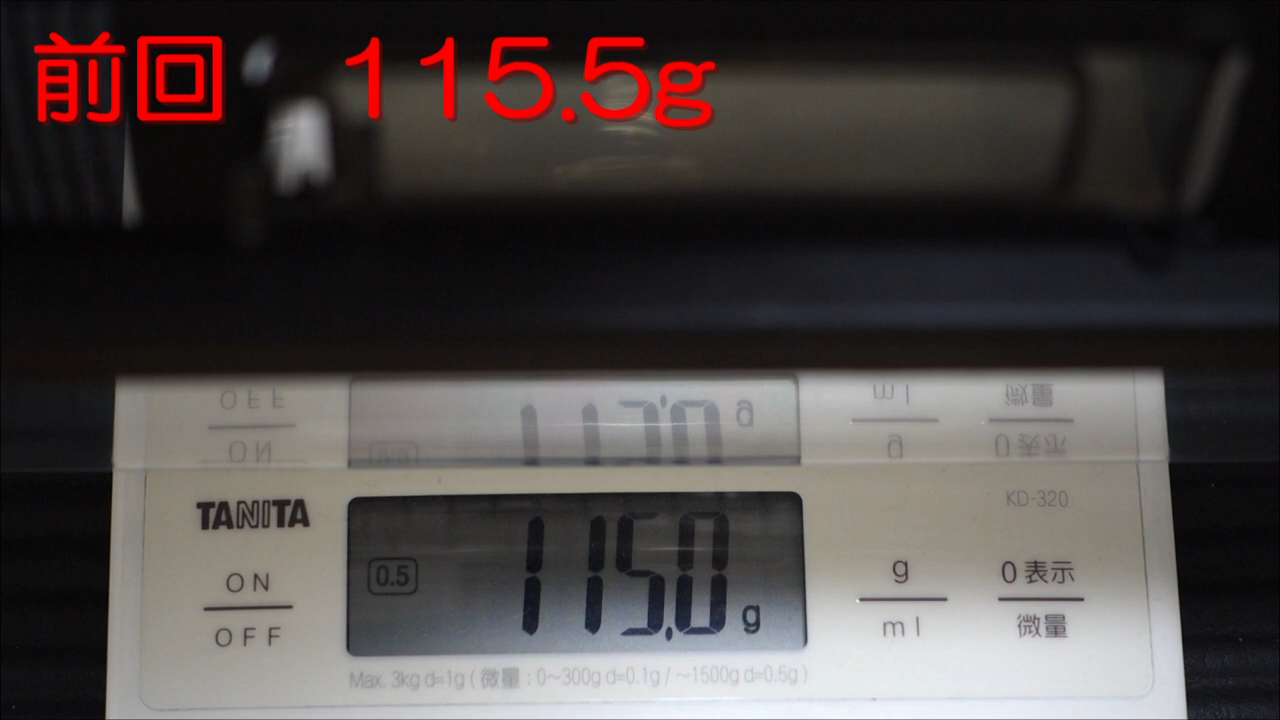 前回 115.5g
TANITA
KD-320
0.5
115.0 g
ON
OFF
g
ml
0表示
微量
Max. 3kg d=1g ( 微量 : 0～300g d=0.1g / ～1500g d=0.5g )